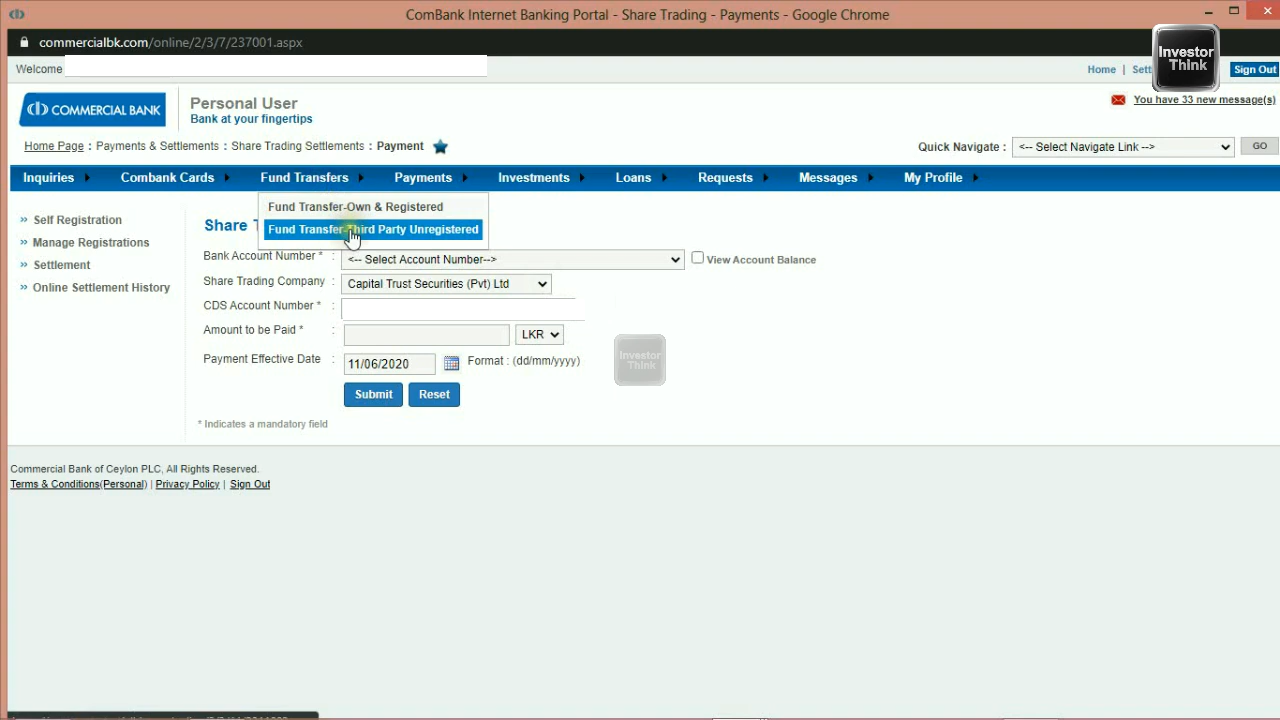 ComBank Internet Banking Portal - Share Trading - Payments - Google Chrome
commercialbk.com/online/2/3/7/237001.aspx
Investor
Think
Welcome
Home | Sett
Sign Out
COMMERCIAL BANK
Personal User
Bank at your fingertips
You have 33 new message(s)
Home Page : Payments & Settlements : Share Trading Settlements : Payment
Quick Navigate : <-- Select Navigate Link --> GO
Inquiries Combank Cards Fund Transfers Payments Investments Loans Requests Messages My Profile
Fund Transfer-Own & Registered
Fund Transfer-Third Party Unregistered
» Self Registration
» Manage Registrations
» Settlement
» Online Settlement History
Share T
Bank Account Number * : <-- Select Account Number--> View Account Balance
Share Trading Company : Capital Trust Securities (Pvt) Ltd
CDS Account Number * :
Amount to be Paid * : LKR
Payment Effective Date : 11/06/2020 Format : (dd/mm/yyyy)
Investor
Think
Submit Reset
* Indicates a mandatory field
Commercial Bank of Ceylon PLC, All Rights Reserved.
Terms & Conditions(Personal) | Privacy Policy | Sign Out